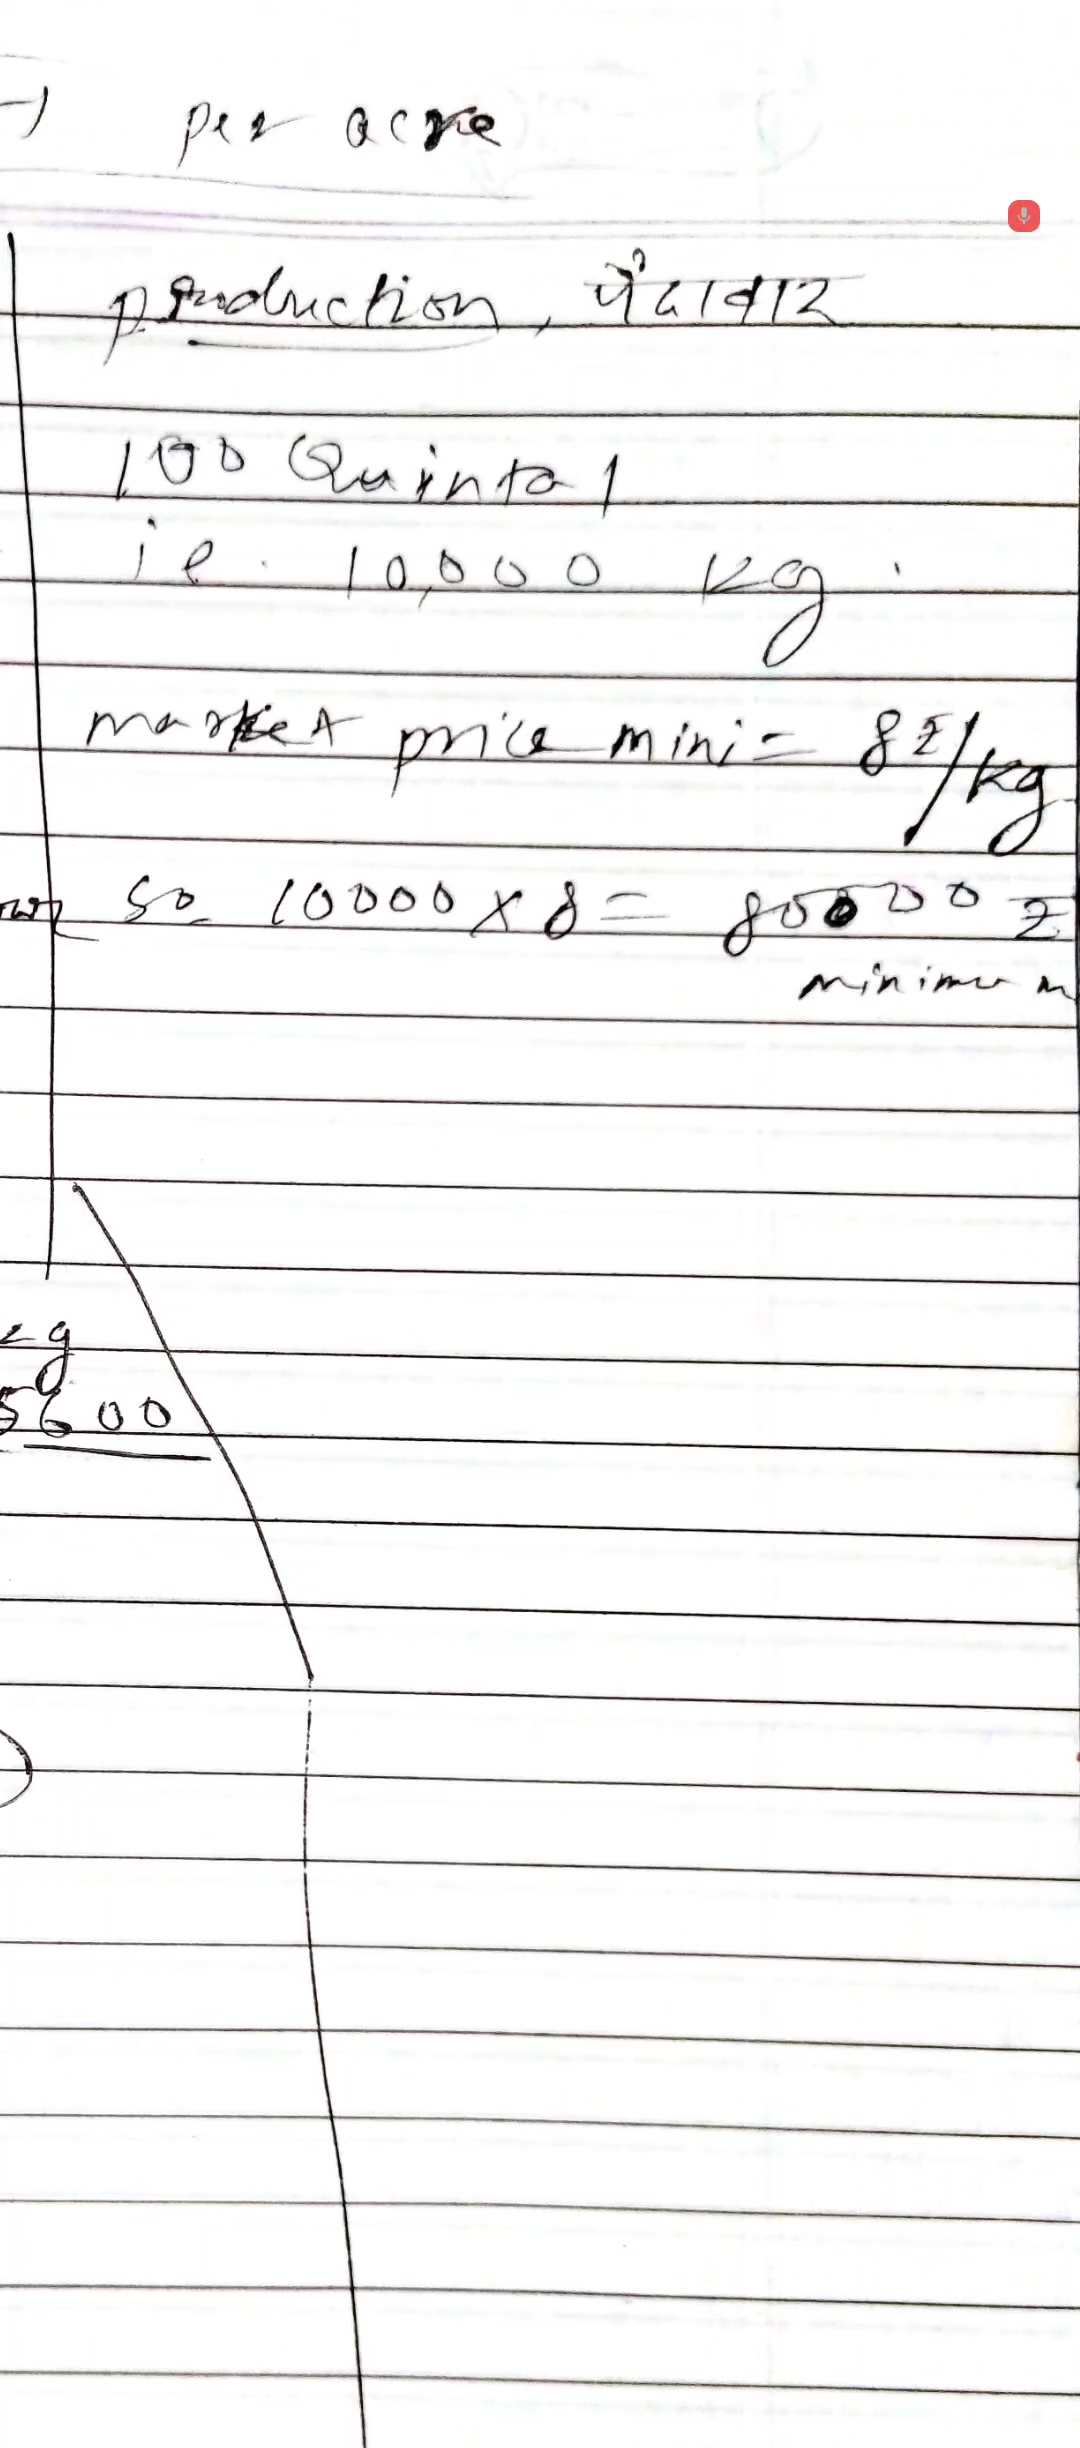 per acre
production, पैदावार
100 Quintal
ie. 10,000 kg.
market price mini = 8₹/kg
so 10000 x 8 = 80000 ₹
minimum
kg
5600